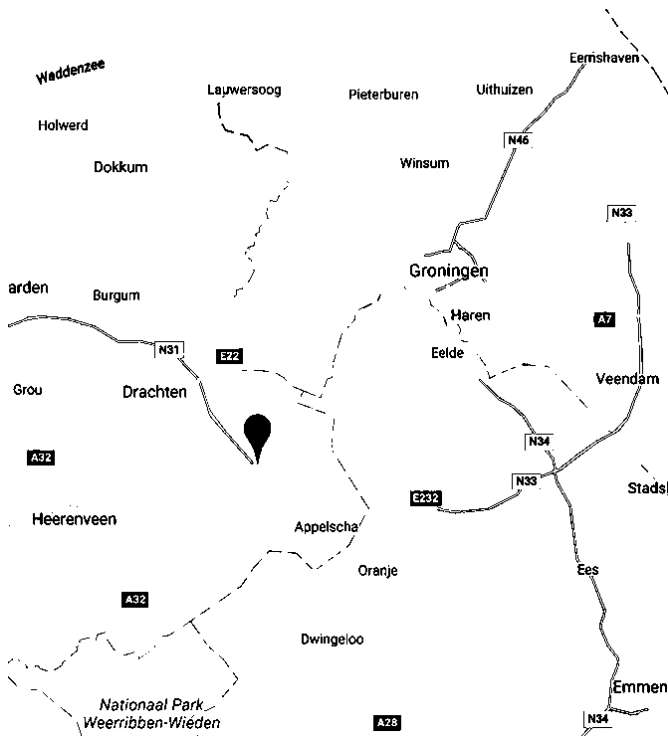 Waddenzee
Eemshaven
Lauwersoog
Pieterburen
Uithuizen
Holwerd
N46
Dokkum
Winsum
N33
Groningen
arden
Burgum
Haren
A7
N31
E22
Eelde
Grou
Drachten
Veendam
N34
A32
N33
Stadsk
E232
Heerenveen
Appelscha
Oranje
Ees
A32
Dwingeloo
Emmen
Nationaal Park
Weerribben-Wieden
A28
N34